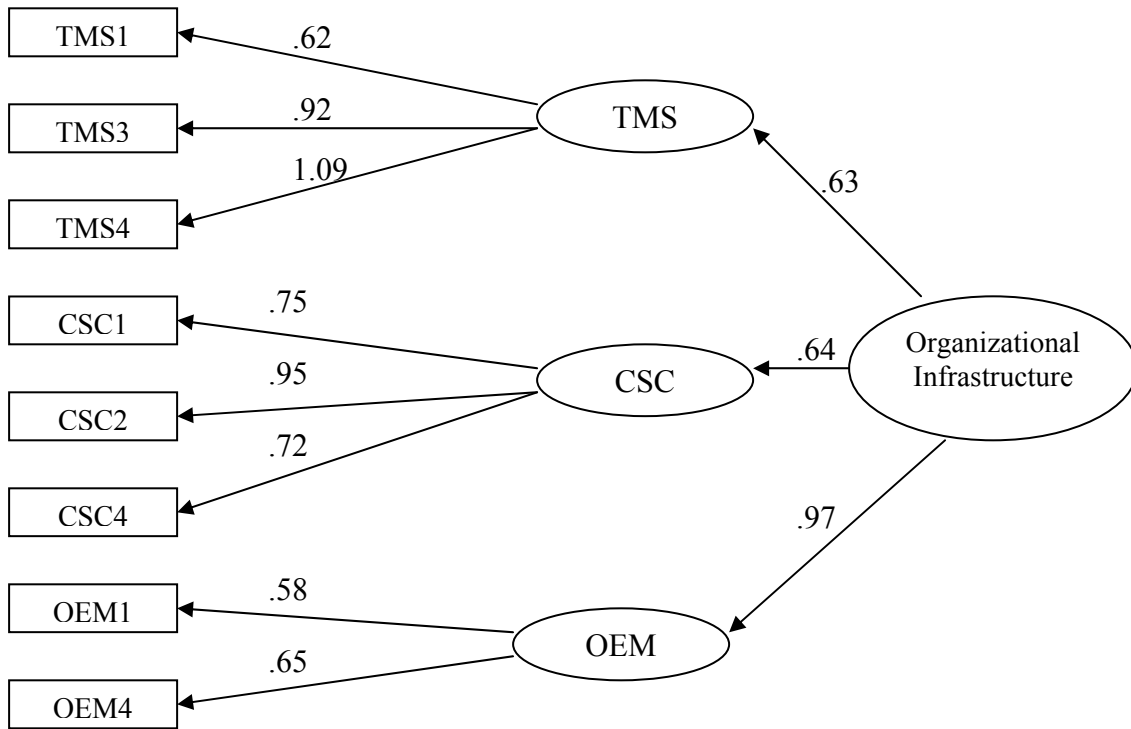 TMS1
.62
TMS3
.92
TMS
TMS4
1.09
.63
CSC1
.75
CSC2
.95
CSC
.64
Organizational
Infrastructure
CSC4
.72
.97
OEM1
.58
OEM
OEM4
.65